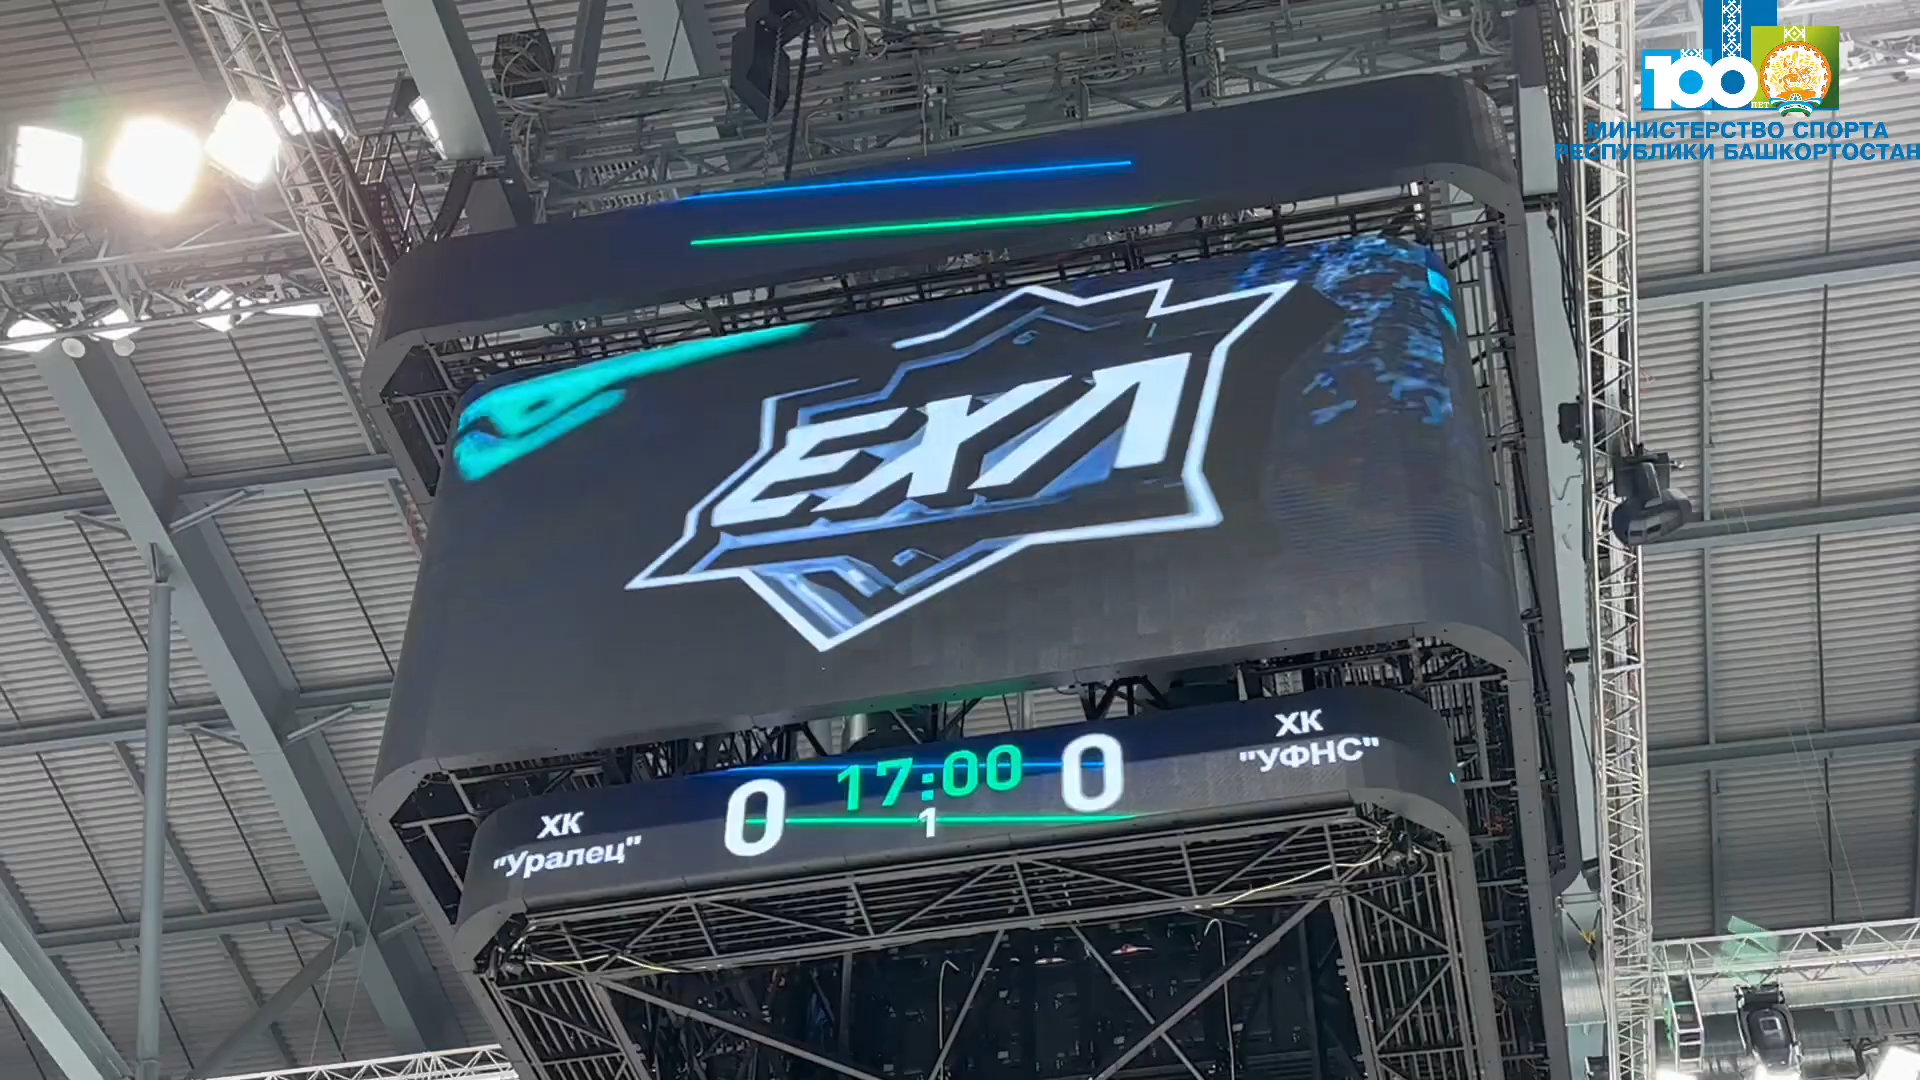 100
ЛЕТ
МИНИСТЕРСТВО СПОРТА
РЕСПУБЛИКИ БАШКОРТОСТАН
ЕХЛ
ХК
"Уралец"
0
17:00
1
0
ХК
"УФНС"